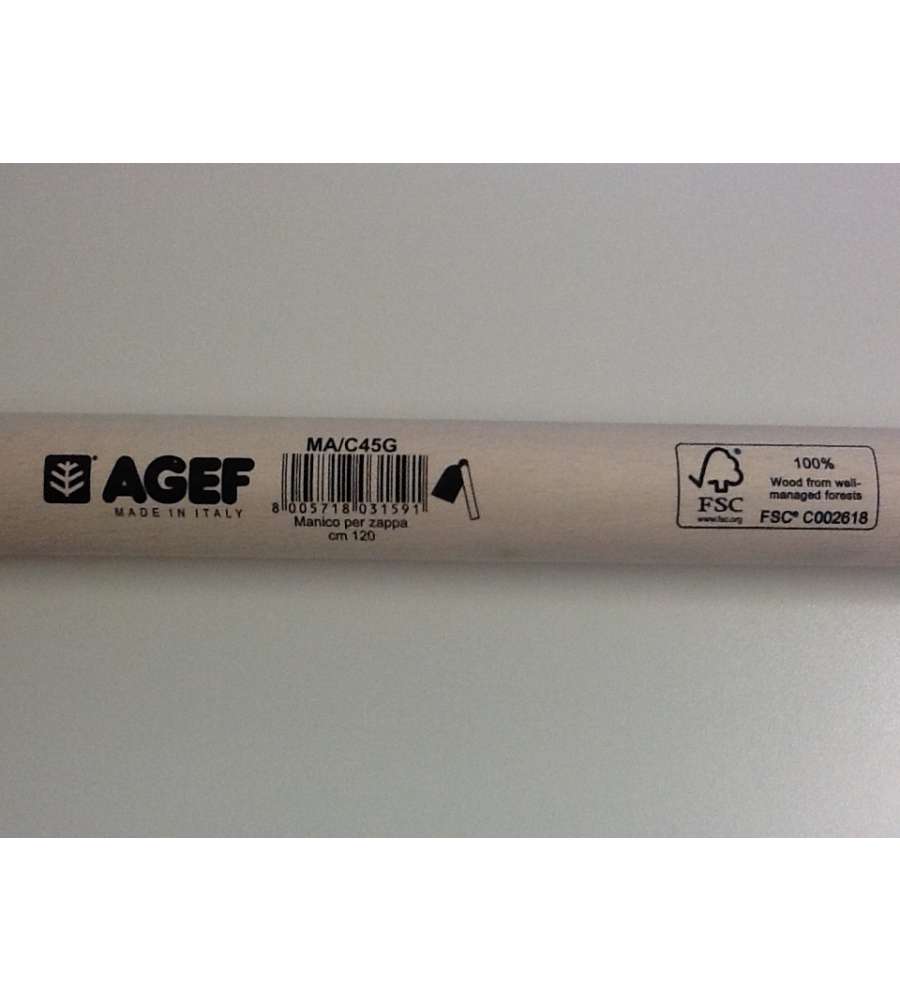 AGEF
MADE IN ITALY
MA/C45G
8 005718 031591
Manico per zappa
cm 120
FSC
www.fsc.org
100%
Wood from well-
managed forests
FSC® C002618